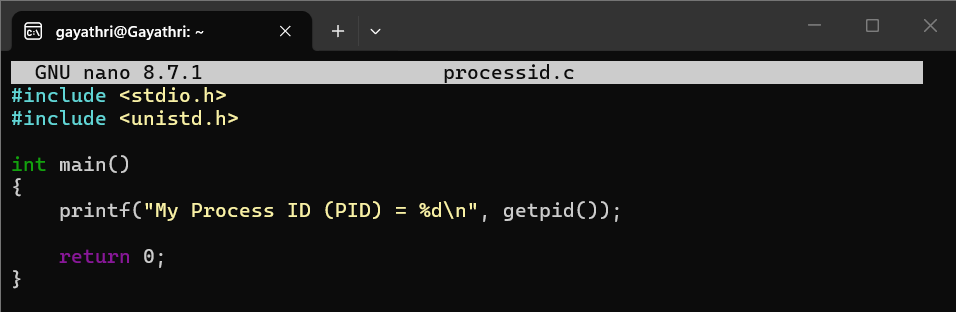 gayathri@Gayathri: ~
GNU nano 8.7.1 processid.c
#include <stdio.h>
#include <unistd.h>
int main()
{
printf("My Process ID (PID) = %d\n", getpid());
return 0;
}